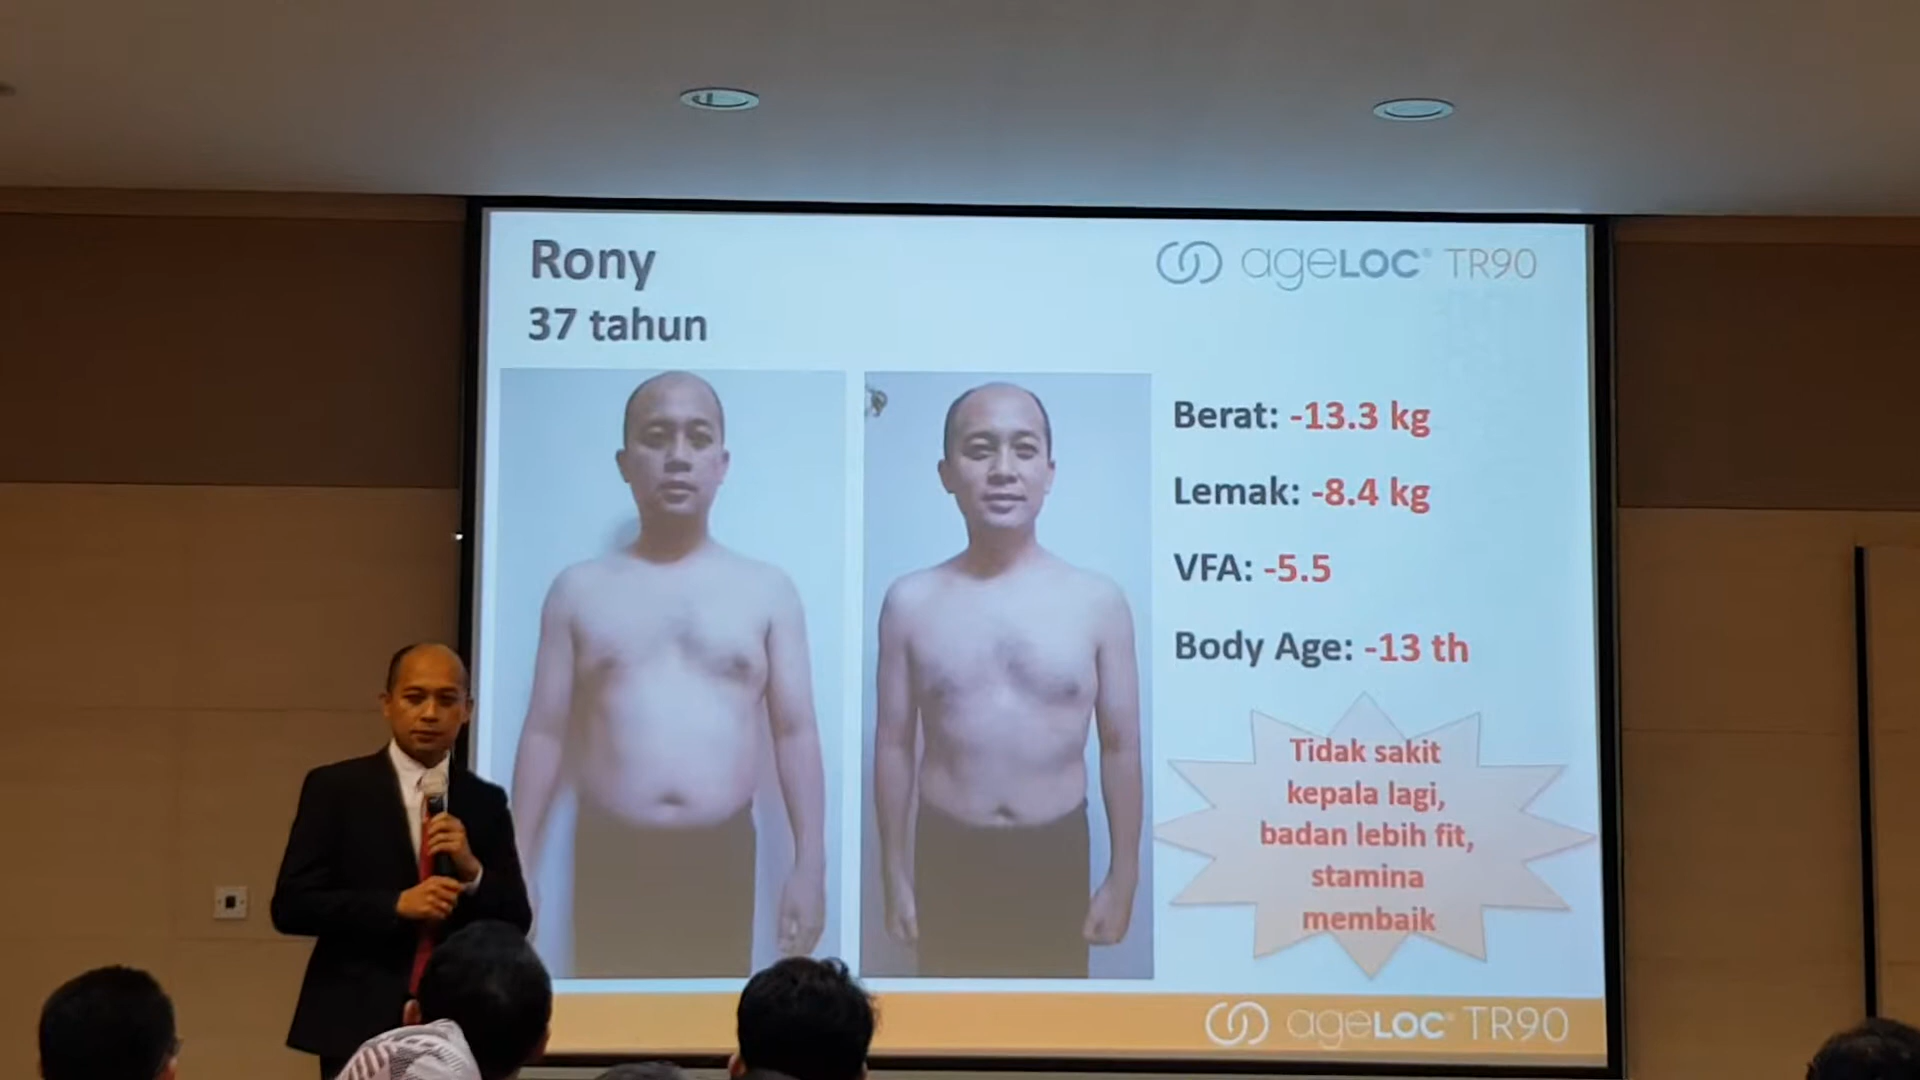 Rony
37 tahun
ageLOC® TR90
Berat: -13.3 kg
Lemak: -8.4 kg
VFA: -5.5
Body Age: -13 th
Tidak sakit
kepala lagi,
badan lebih fit,
stamina
membaik
ageLOC® TR90